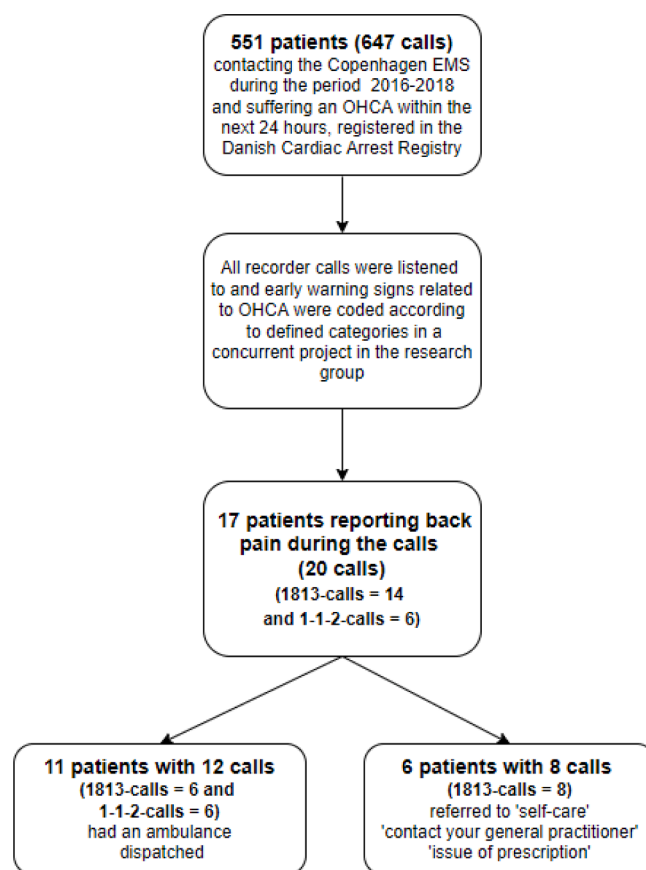 551 patients (647 calls)
contacting the Copenhagen EMS
during the period 2016-2018
and suffering an OHCA within the
next 24 hours, registered in the
Danish Cardiac Arrest Registry
All recorder calls were listened
to and early warning signs related
to OHCA were coded according
to defined categories in a
concurrent project in the research
group
17 patients reporting back
pain during the calls
(20 calls)
(1813-calls = 14
and 1-1-2-calls = 6)
11 patients with 12 calls
(1813-calls = 6 and
1-1-2-calls = 6)
had an ambulance
dispatched
6 patients with 8 calls
(1813-calls = 8)
referred to 'self-care'
'contact your general practitioner'
'issue of prescription'